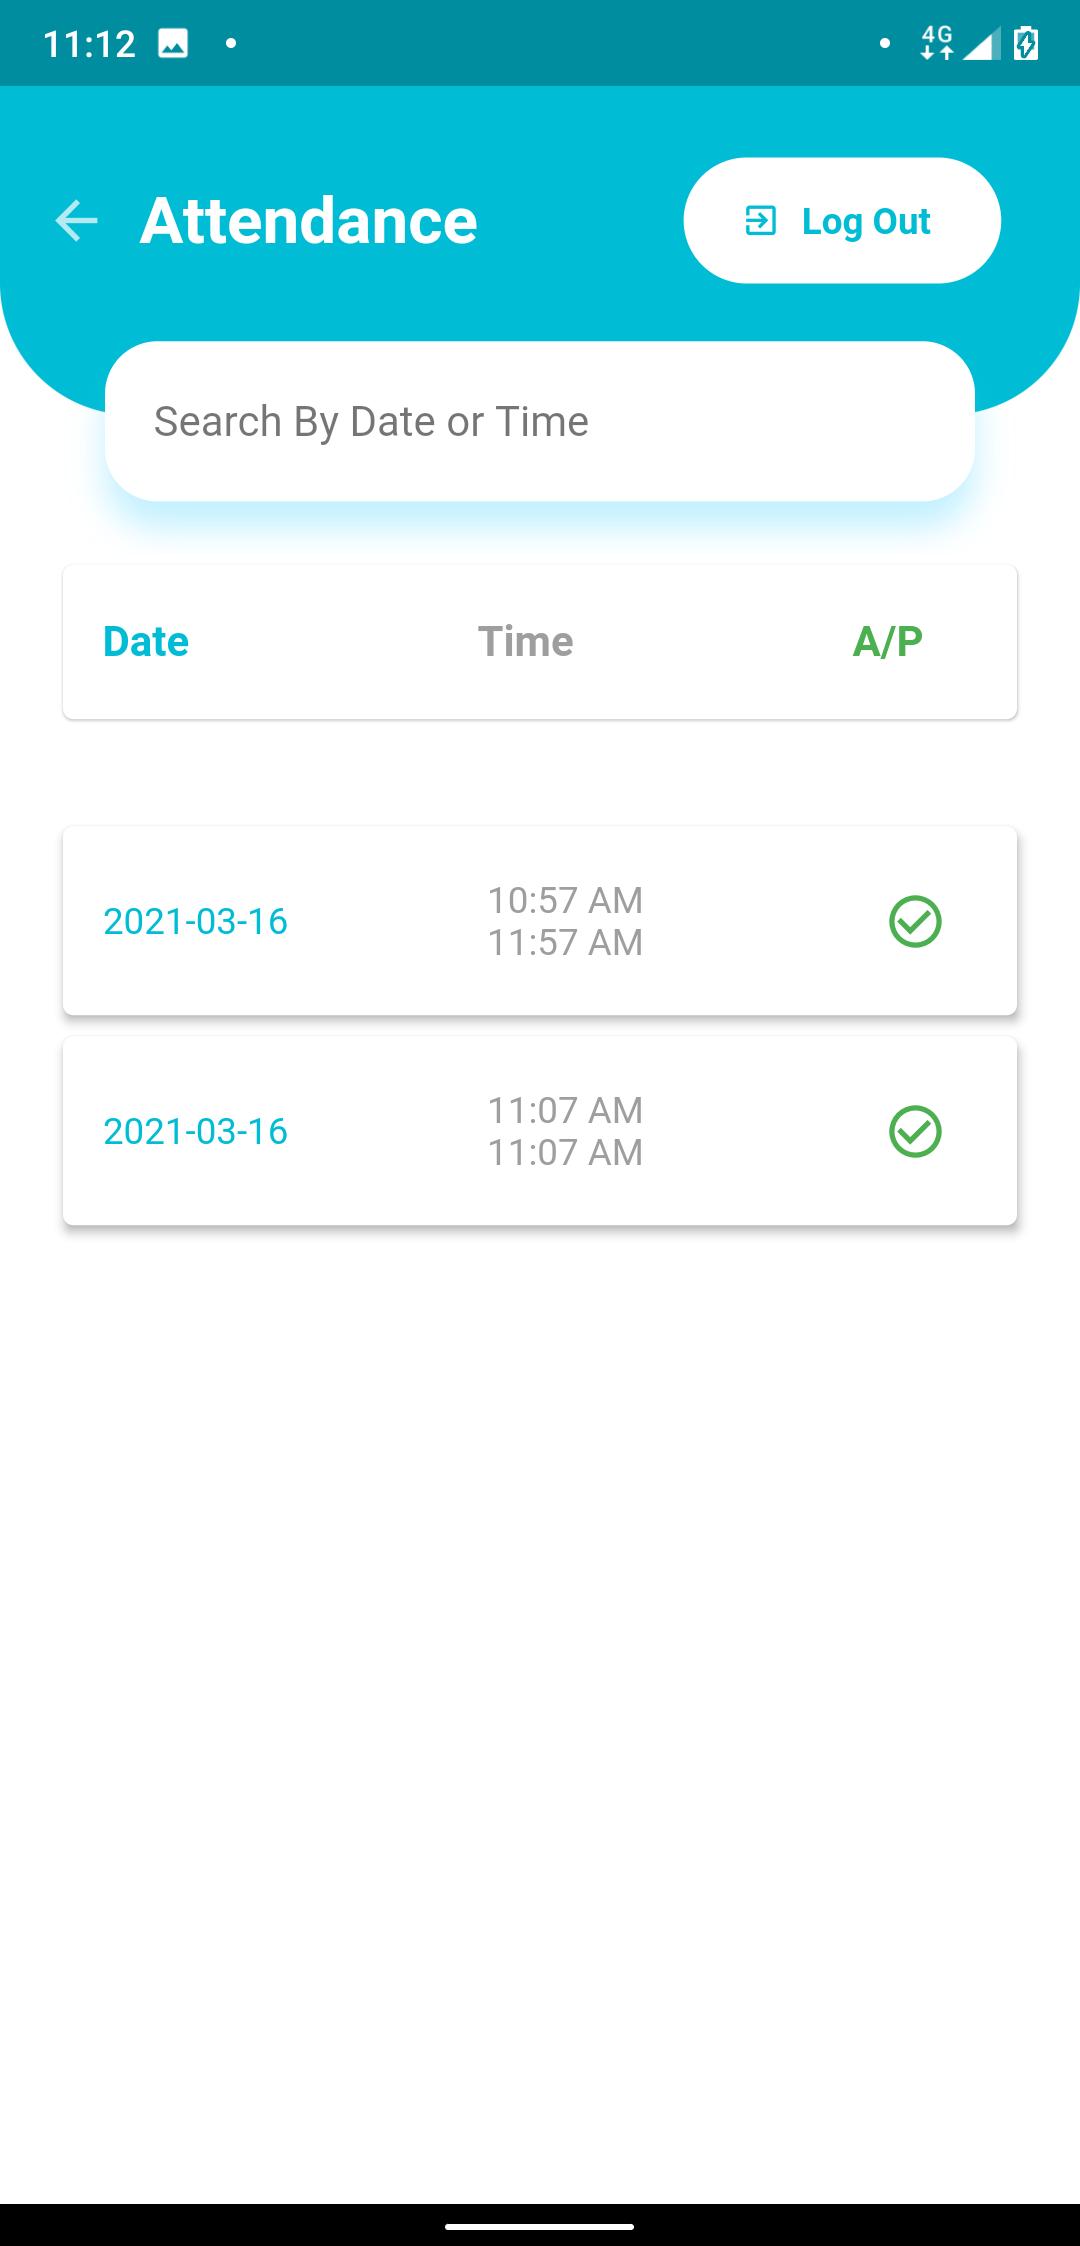 11:12
4G
Attendance
Log Out
Search By Date or Time
Date Time A/P
2021-03-16
10:57 AM
11:57 AM
2021-03-16
11:07 AM
11:07 AM